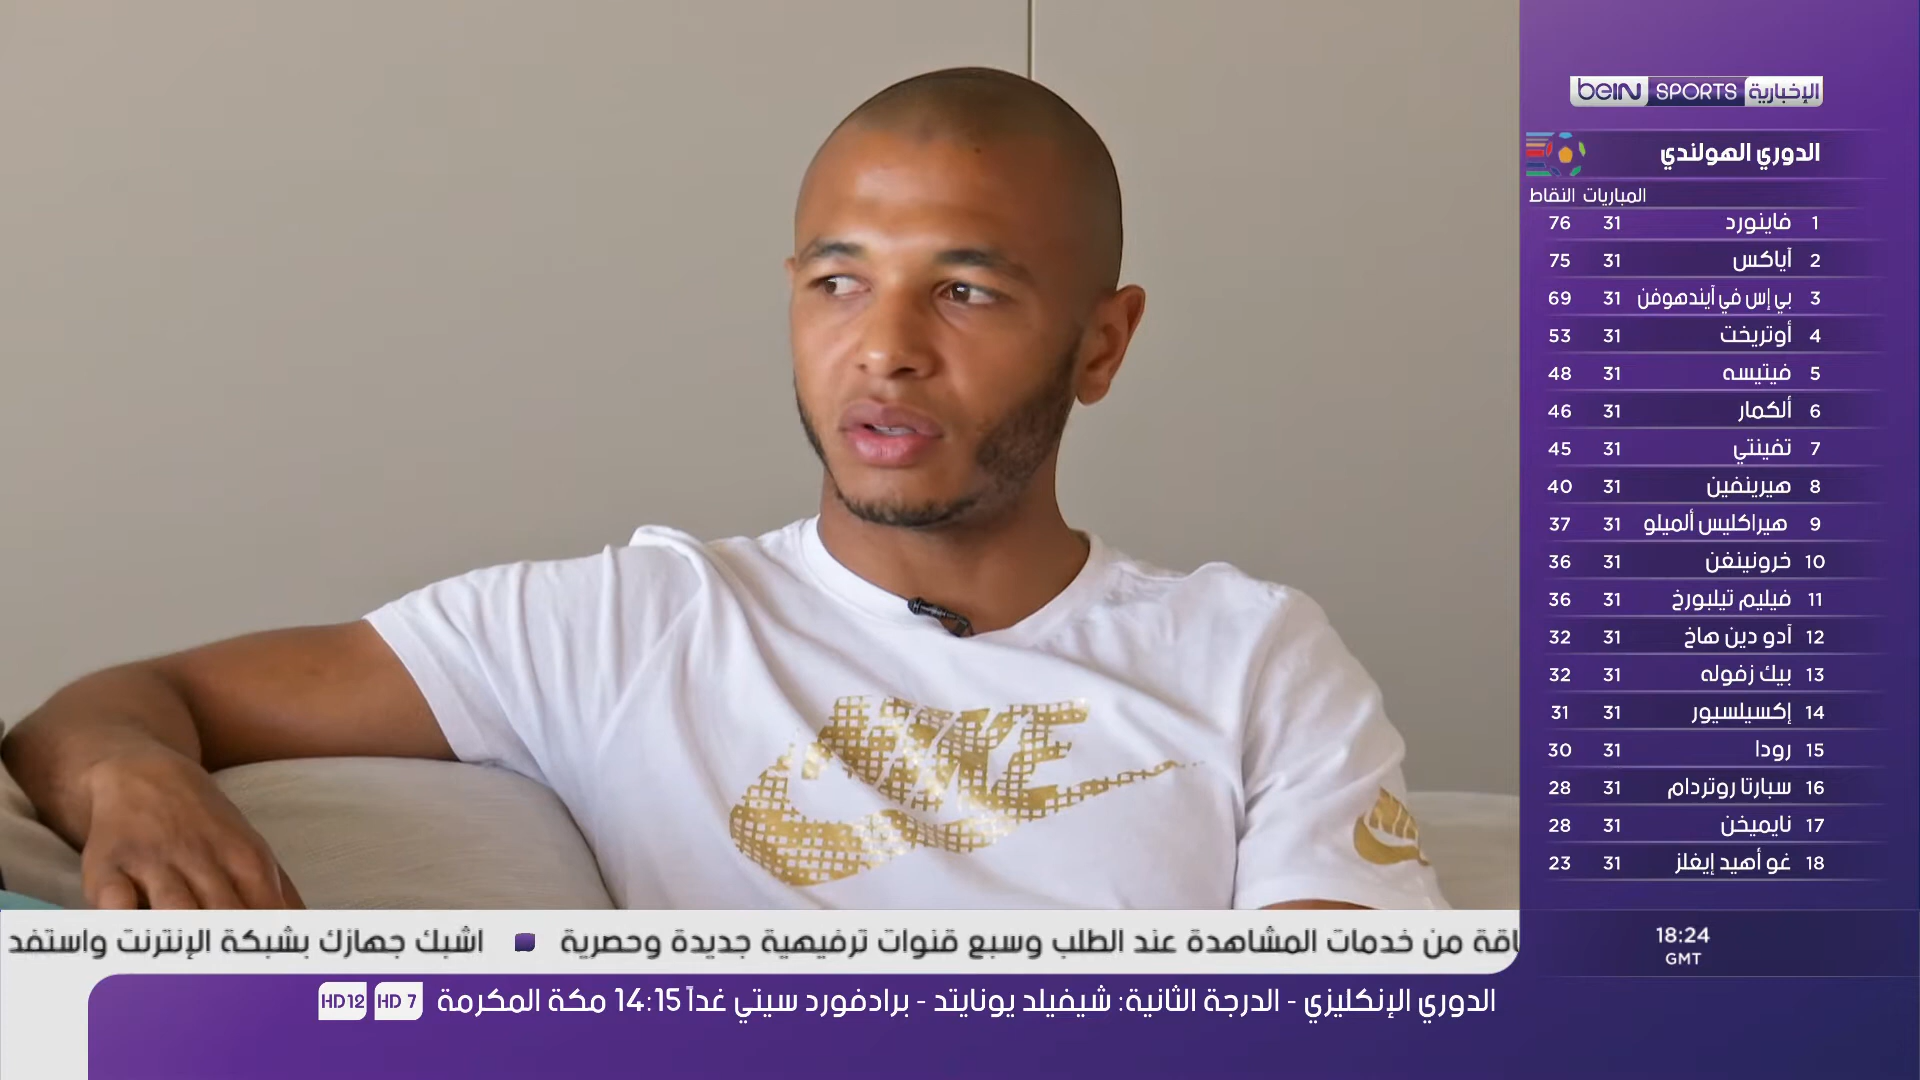 beIN SPORTS الإخبارية
الدوري الهولندي
المباريات النقاط
1 فاينورد 31 76
2 آياكس 31 75
3 بي إس في آيندهوفن 31 69
4 أوتريخت 31 53
5 فيتيسه 31 48
6 ألكمار 31 46
7 تفينتي 31 45
8 هيرينفين 31 40
9 هيراكليس ألميلو 31 37
10 خرونينغن 31 36
11 فيليم تيلبورخ 31 36
12 آدو دين هاخ 31 32
13 بيك زفوله 31 32
14 إكسيلسيور 31 31
15 رودا 31 30
16 سبارتا روتردام 31 28
17 نايميخن 31 28
18 غو أهيد إيغلز 31 23
NIKE
من خدمات المشاهدة عند الطلب وسبع قنوات ترفيهية جديدة وحصرية اشبك جهازك بشبكة الإنترنت واستفد
18:24
GMT
الدوري الإنكليزي - الدرجة الثانية: شيفيلد يونايتد - برادفورد سيتي غداً 14:15 مكة المكرمة HD 7 HD12